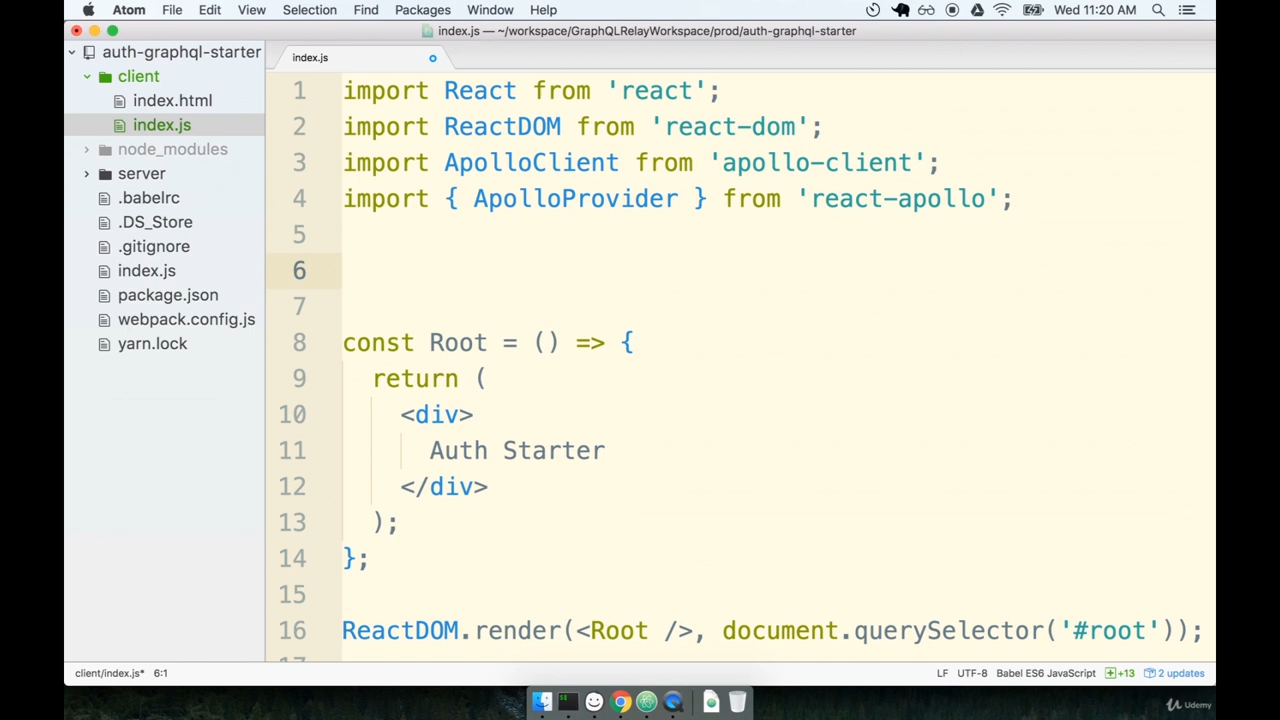 Atom File Edit View Selection Find Packages Window Help Wed 11:20 AM
index.js — ~/workspace/GraphQLRelayWorkspace/prod/auth-graphql-starter
auth-graphql-starter
client
index.html
index.js
node_modules
server
.babelrc
.DS_Store
.gitignore
index.js
package.json
webpack.config.js
yarn.lock
index.js
1 import React from 'react';
2 import ReactDOM from 'react-dom';
3 import ApolloClient from 'apollo-client';
4 import { ApolloProvider } from 'react-apollo';
5
6
7
8 const Root = () => {
9 return (
10 <div>
11 Auth Starter
12 </div>
13 );
14 };
15
16 ReactDOM.render(<Root />, document.querySelector('#root'));
17
client/index.js* 6:1 LF UTF-8 Babel ES6 JavaScript +13 2 updates
Udemy